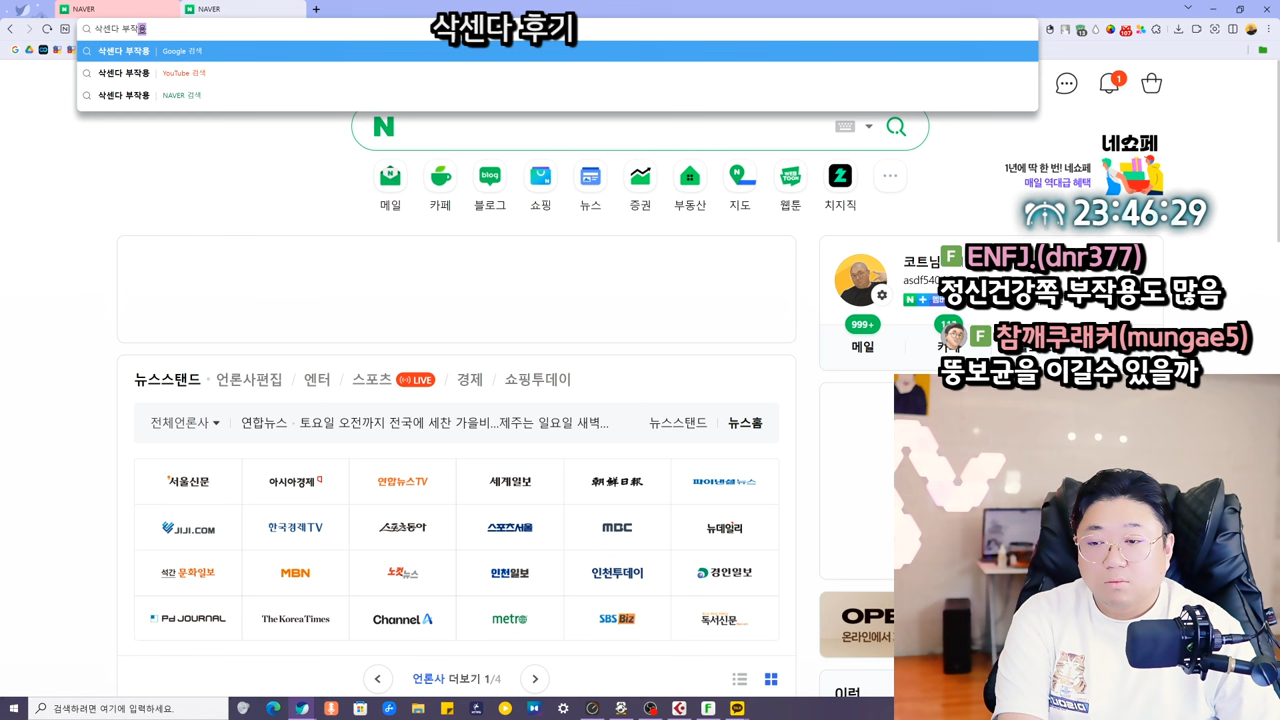 NAVER
NAVER
삭센다 부작용
삭센다 후기
삭센다 부작용 Google 검색
삭센다 부작용 YouTube 검색
삭센다 부작용 NAVER 검색
13
107
N
1
메일
카페
blog
블로그
쇼핑
뉴스
증권
부동산
지도
WEB TOON
웹툰
치지직
네쇼페
1년에 딱 한 번! 네쇼페
매일 역대급 혜택
23:46:29
F ENFJ.(dnr377)
정신건강쪽 부작용도 많음
F 참깨쿠래커(mungae5)
뚱보균을 이길수 있을까
코트님
999+
메일
뉴스스탠드 · 언론사편집 / 엔터 / 스포츠 LIVE / 경제 / 쇼핑투데이
전체언론사 연합뉴스 · 토요일 오전까지 전국에 세찬 가을비...제주는 일요일 새벽... 뉴스스탠드 뉴스홈
서울신문 아시아경제 연합뉴스TV 세계일보 朝鮮日報 파이낸셜뉴스
JIJI.COM 한국경제TV 스포츠동아 스포츠서울 MBC 뉴데일리
석간 문화일보 MBN 노컷뉴스 인천일보 인천투데이 경인일보
Pd JOURNAL The Korea Times Channel A metro SBS Biz 독서신문
언론사 더보기 1/4
검색하려면 여기에 입력하세요.